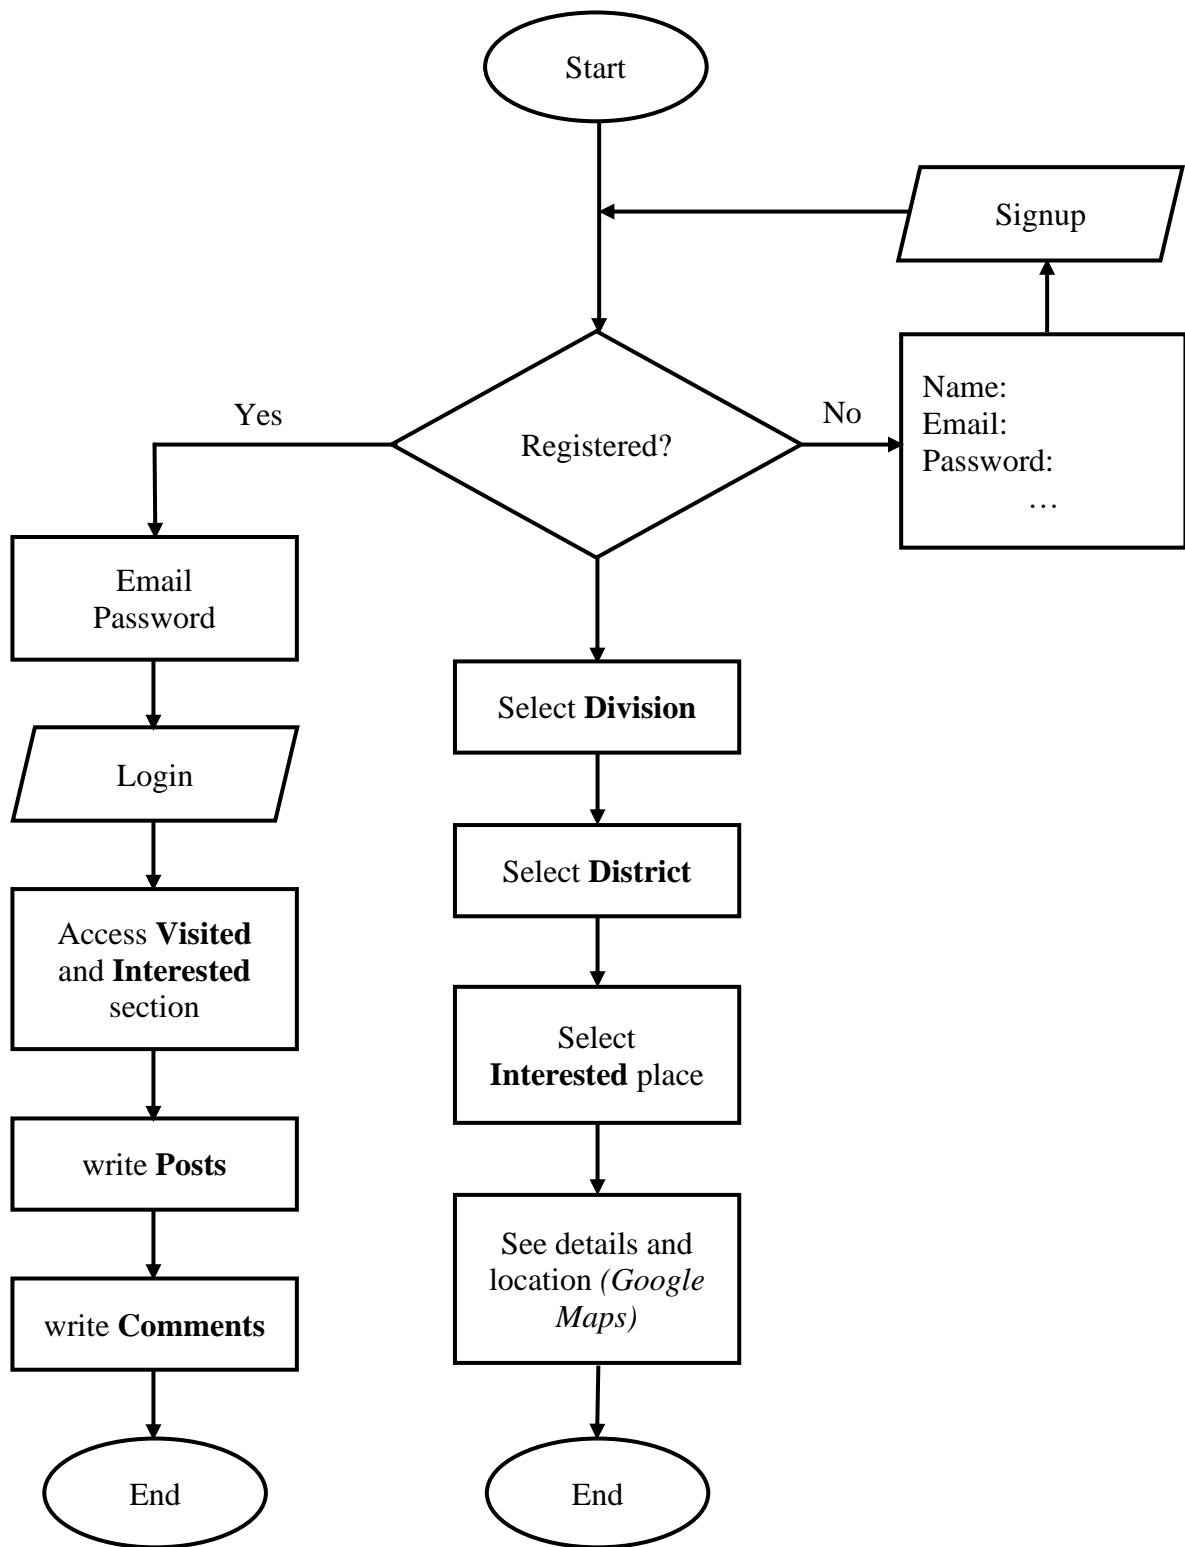 Start
Signup
Name:
Email:
Password:
…
Yes
Registered?
No
Email
Password
Login
Access Visited
and Interested
section
write Posts
write Comments
End
Select Division
Select District
Select
Interested place
See details and
location (Google
Maps)
End